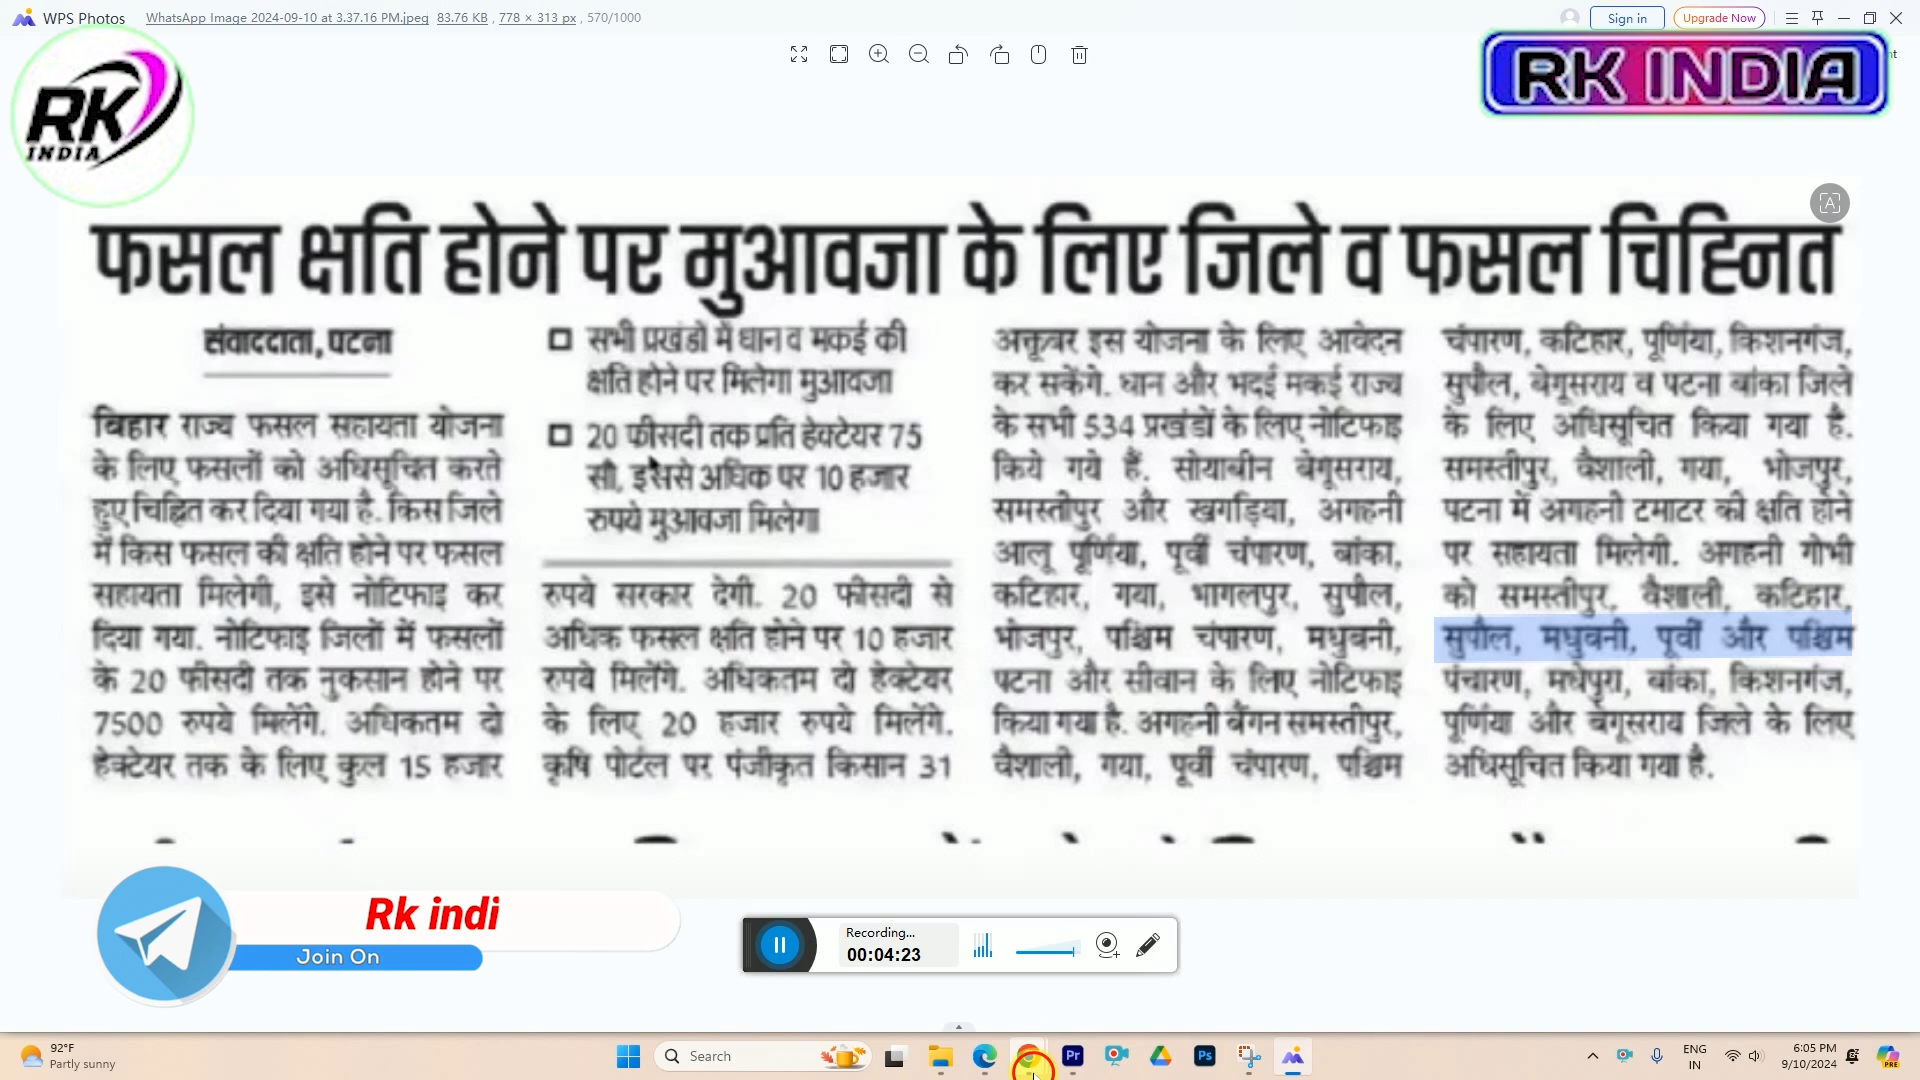 WPS Photos
WhatsApp Image 2024-09-10 at 3.37.16 PM.jpeg , 83.76 KB , 778 × 313 px , 570/1000
Sign in
Upgrade Now
RK
INDIA
RK INDIA
फसल क्षति होने पर मुआवजा के लिए जिले व फसल चिह्नित
संवाददाता, पटना
बिहार राज्य फसल सहायता योजना
के लिए फसलों को अधिसूचित करते
हुए चिह्नित कर दिया गया है. किस जिले
में किस फसल की क्षति होने पर फसल
सहायता मिलेगी, इसे नोटिफाइ कर
दिया गया. नोटिफाइ जिलों में फसलों
के 20 फीसदी तक नुकसान होने पर
7500 रुपये मिलेंगे. अधिकतम दो
हेक्टेयर तक के लिए कुल 15 हजार
सभी प्रखंडों में धान व मकई की
क्षति होने पर मिलेगा मुआवजा
20 फीसदी तक प्रति हेक्टेयर 75
सौ, इससे अधिक पर 10 हजार
रुपये मुआवजा मिलेगा
रुपये सरकार देगी. 20 फीसदी से
अधिक फसल क्षति होने पर 10 हजार
रुपये मिलेंगे. अधिकतम दो हेक्टेयर
के लिए 20 हजार रुपये मिलेंगे.
कृषि पोर्टल पर पंजीकृत किसान 31
अक्तूबर इस योजना के लिए आवेदन
कर सकेंगे. धान और भदई मकई राज्य
के सभी 534 प्रखंडों के लिए नोटिफाइ
किये गये हैं. सोयाबीन बेगूसराय,
समस्तीपुर और खगड़िया, अगहनी
आलू पूर्णिया, पूर्वी चंपारण, बांका,
कटिहार, गया, भागलपुर, सुपौल,
भोजपुर, पश्चिम चंपारण, मधुबनी,
पटना और सीवान के लिए नोटिफाइ
किया गया है. अगहनी बैंगन समस्तीपुर,
वैशाली, गया, पूर्वी चंपारण, पश्चिम
चंपारण, कटिहार, पूर्णिया, किशनगंज,
सुपौल, बेगूसराय व पटना बांका जिले
के लिए अधिसूचित किया गया है.
समस्तीपुर, वैशाली, गया, भोजपुर,
पटना में अगहनी टमाटर की क्षति होने
पर सहायता मिलेगी. अगहनी गोभी
को समस्तीपुर, वैशाली, कटिहार,
सुपौल, मधुबनी, पूर्वी और पश्चिम
पंचारण, मधेपुरा, बांका, किशनगंज,
पूर्णिया और बेगूसराय जिले के लिए
अधिसूचित किया गया है.
Rk indi
Join On
Recording...
00:04:23
92°F
Partly sunny
Search
Pr
Ps
ENG
IN
6:05 PM
9/10/2024
PRE